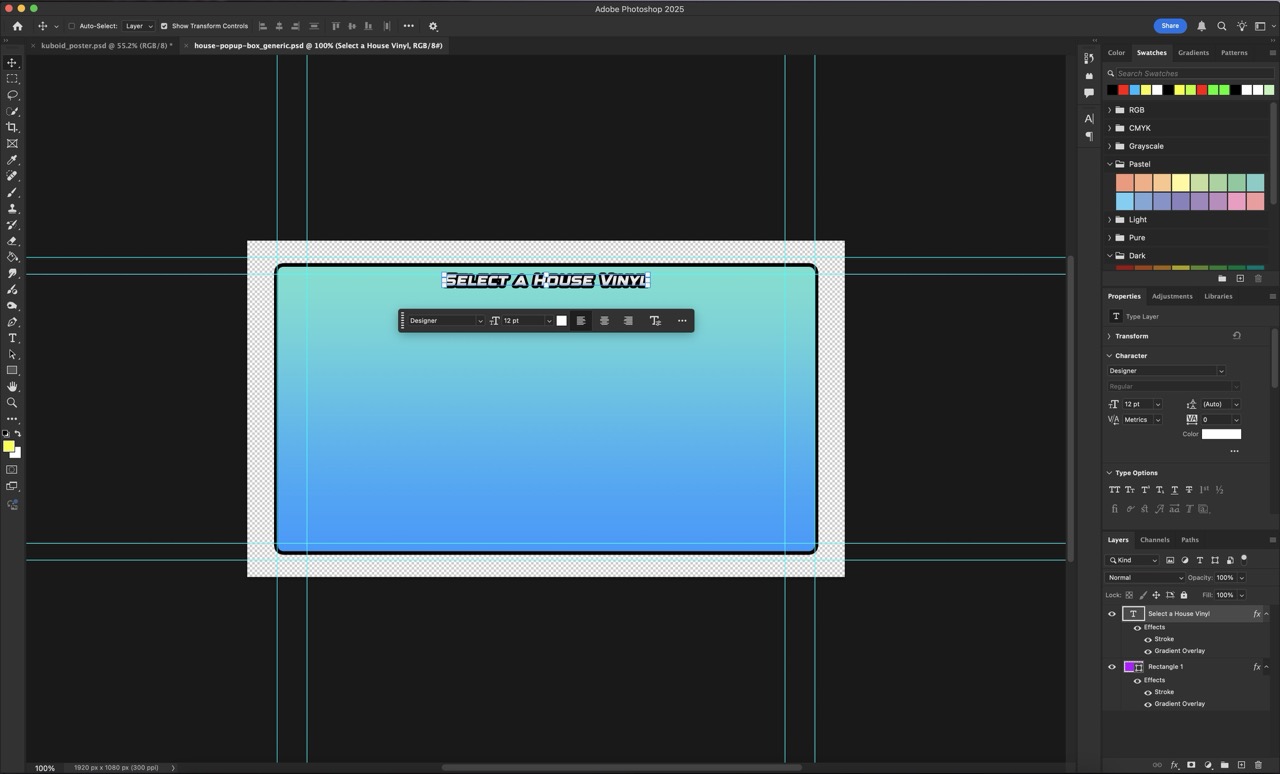 Adobe Photoshop 2025
Auto-Select: Layer Show Transform Controls Share
kuboid_poster.psd @ 55.2% (RGB/8) * house-popup-box_generic.psd @ 100% (Select a House Vinyl, RGB/8#)
Color Swatches Gradients Patterns
Search Swatches
RGB
CMYK
Grayscale
Pastel
Light
Pure
Dark
Select a House Vinyl
Designer 12 pt
Properties Adjustments Libraries
Type Layer
Transform
Character
Designer
Regular
12 pt (Auto)
Metrics 0
Color
Type Options
Layers Channels Paths
Kind
Normal Opacity: 100%
Lock: Fill: 100%
Select a House Vinyl fx
Effects
Stroke
Gradient Overlay
Rectangle 1 fx
Effects
Stroke
Gradient Overlay
100% 1920 px x 1080 px (300 ppi)